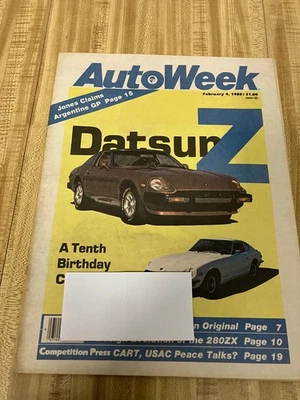 AutoWeek
February 4, 1980 / $1.00
Jones Claims
Argentine GP Page 15
Datsun Z
A Tenth
Birthday
Original Page 7
Evolution of the 280ZX Page 10
Competition Press CART, USAC Peace Talks? Page 19